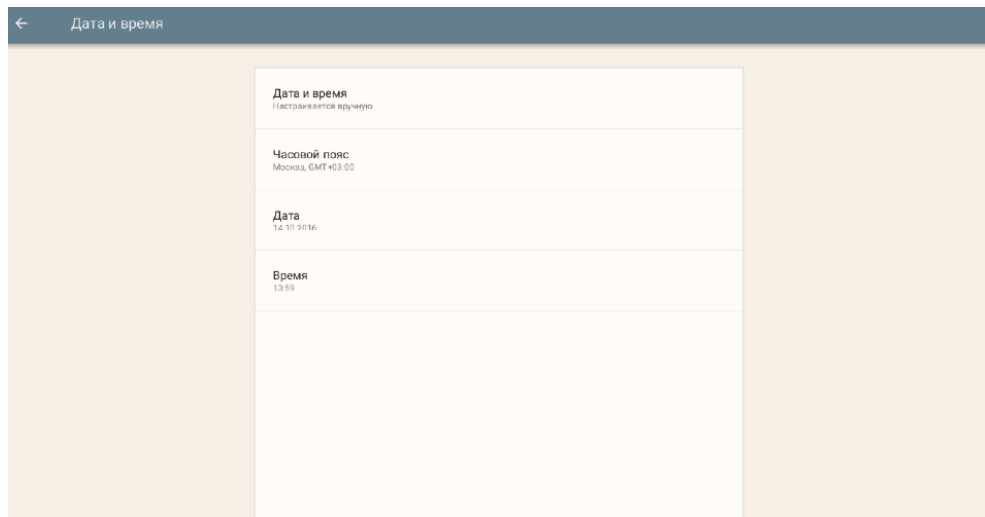 Дата и время
Дата и время
Настраивается вручную
Часовой пояс
Москва, GMT+03:00
Дата
14.10.2016
Время
13:59